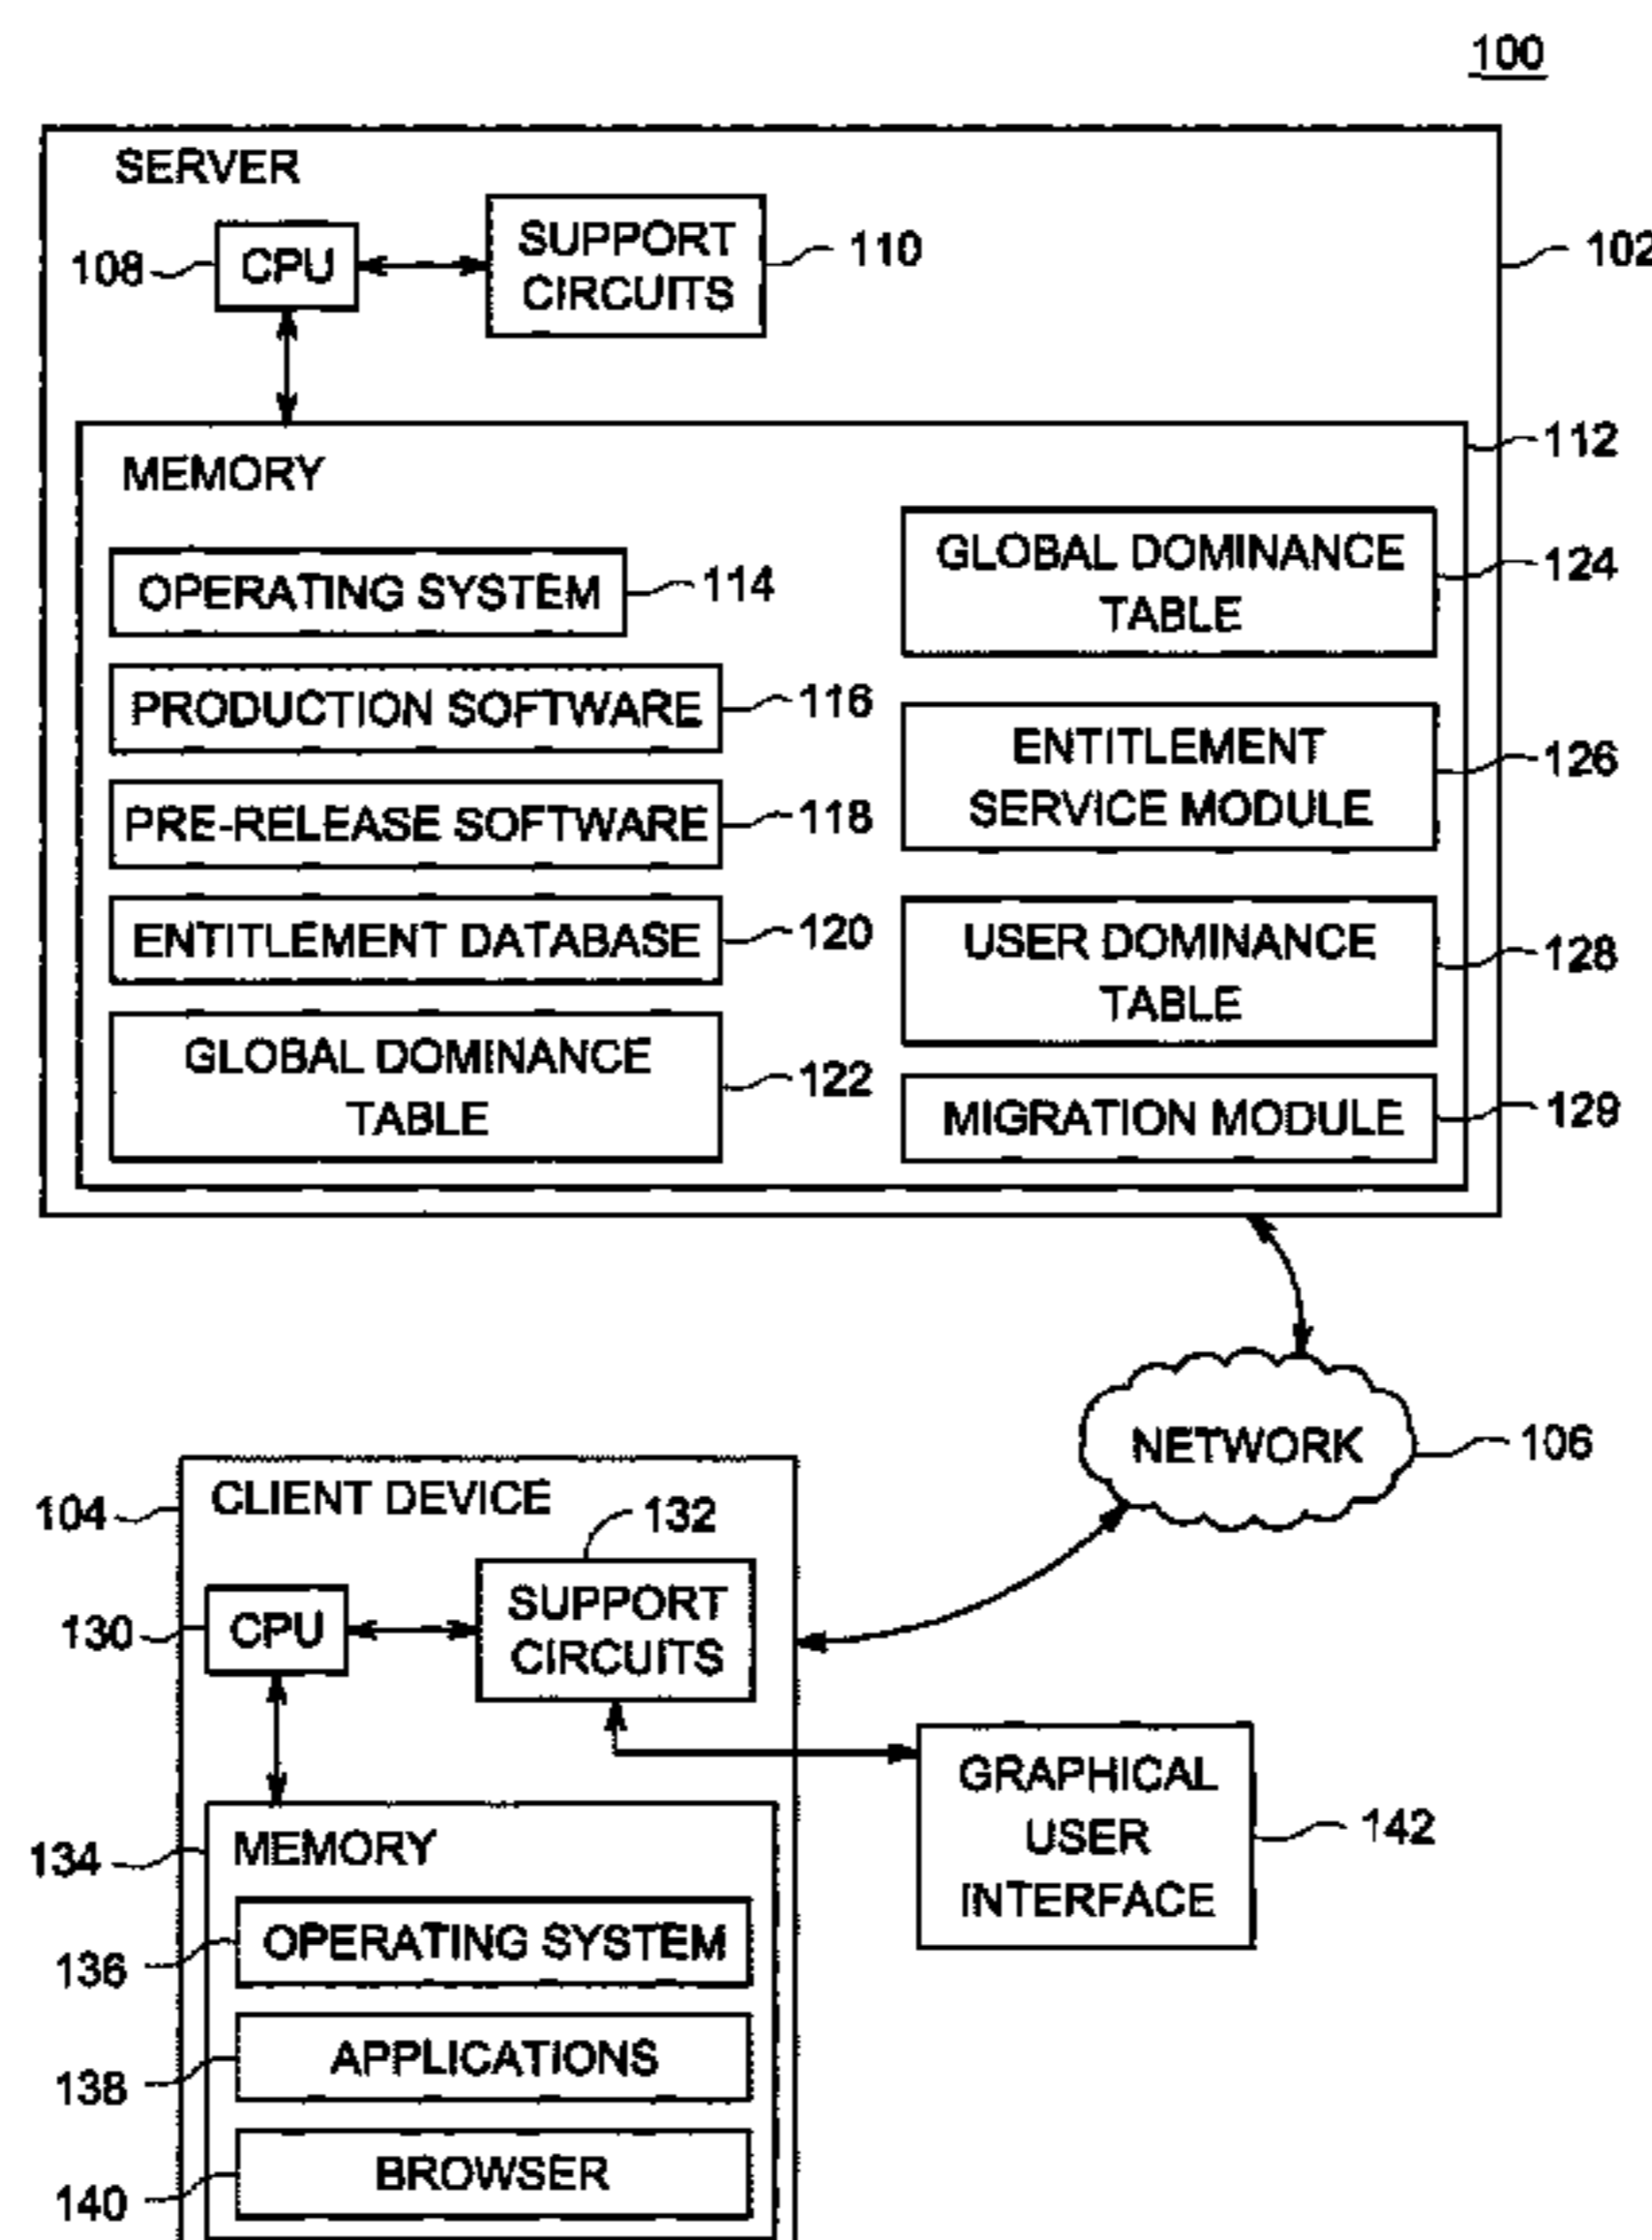 100
SERVER
108
CPU
SUPPORT
CIRCUITS
110
102
MEMORY
112
OPERATING SYSTEM
114
PRODUCTION SOFTWARE
116
PRE-RELEASE SOFTWARE
118
ENTITLEMENT DATABASE
120
GLOBAL DOMINANCE
TABLE
122
GLOBAL DOMINANCE
TABLE
124
ENTITLEMENT
SERVICE MODULE
126
USER DOMINANCE
TABLE
128
MIGRATION MODULE
129
NETWORK
106
104
CLIENT DEVICE
132
130
CPU
SUPPORT
CIRCUITS
GRAPHICAL
USER
INTERFACE
142
134
MEMORY
136
OPERATING SYSTEM
138
APPLICATIONS
140
BROWSER